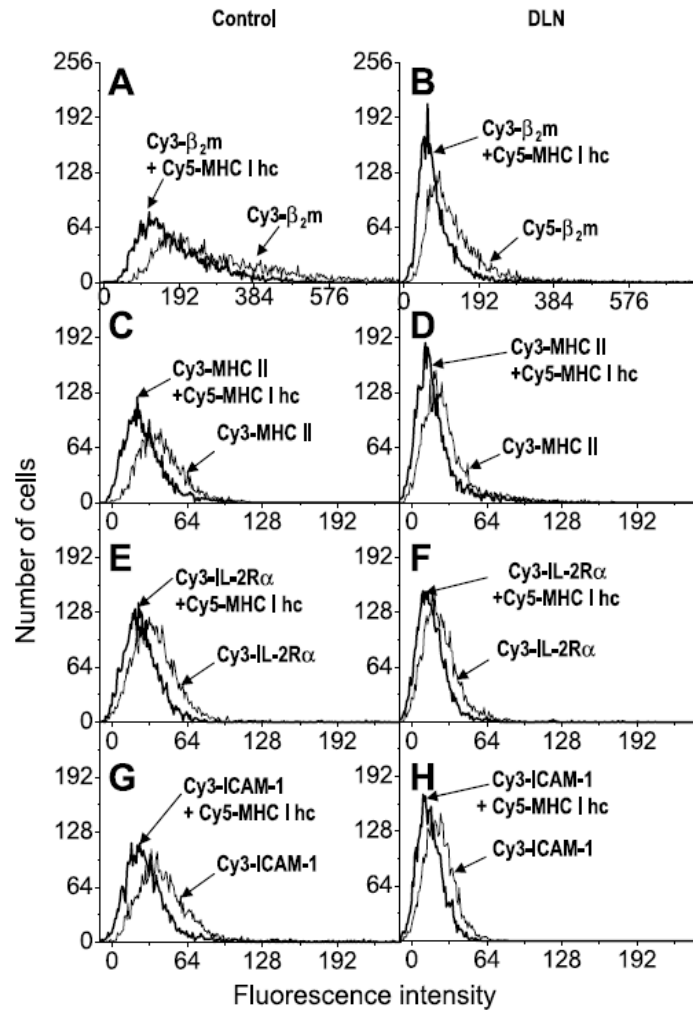 Control
DLN
A
256
192
128
64
0
0 192 384 576
Cy3-β₂m
+ Cy5-MHC I hc
Cy3-β₂m
B
256
192
128
64
0
0 192 384 576
Cy3-β₂m
+Cy5-MHC I hc
Cy5-β₂m
C
192
128
64
0
0 64 128 192
Cy3-MHC II
+Cy5-MHC I hc
Cy3-MHC II
D
192
128
64
0
0 64 128 192
Cy3-MHC II
+Cy5-MHC I hc
Cy3-MHC II
E
192
128
64
0
0 64 128 192
Cy3-IL-2Rα
+Cy5-MHC I hc
Cy3-IL-2Rα
F
192
128
64
0
0 64 128 192
Cy3-IL-2Rα
+Cy5-MHC I hc
Cy3-IL-2Rα
G
192
128
64
0
0 64 128 192
Cy3-ICAM-1
+ Cy5-MHC I hc
Cy3-ICAM-1
H
192
128
64
0
0 64 128 192
Cy3-ICAM-1
+ Cy5-MHC I hc
Cy3-ICAM-1
Number of cells
Fluorescence intensity